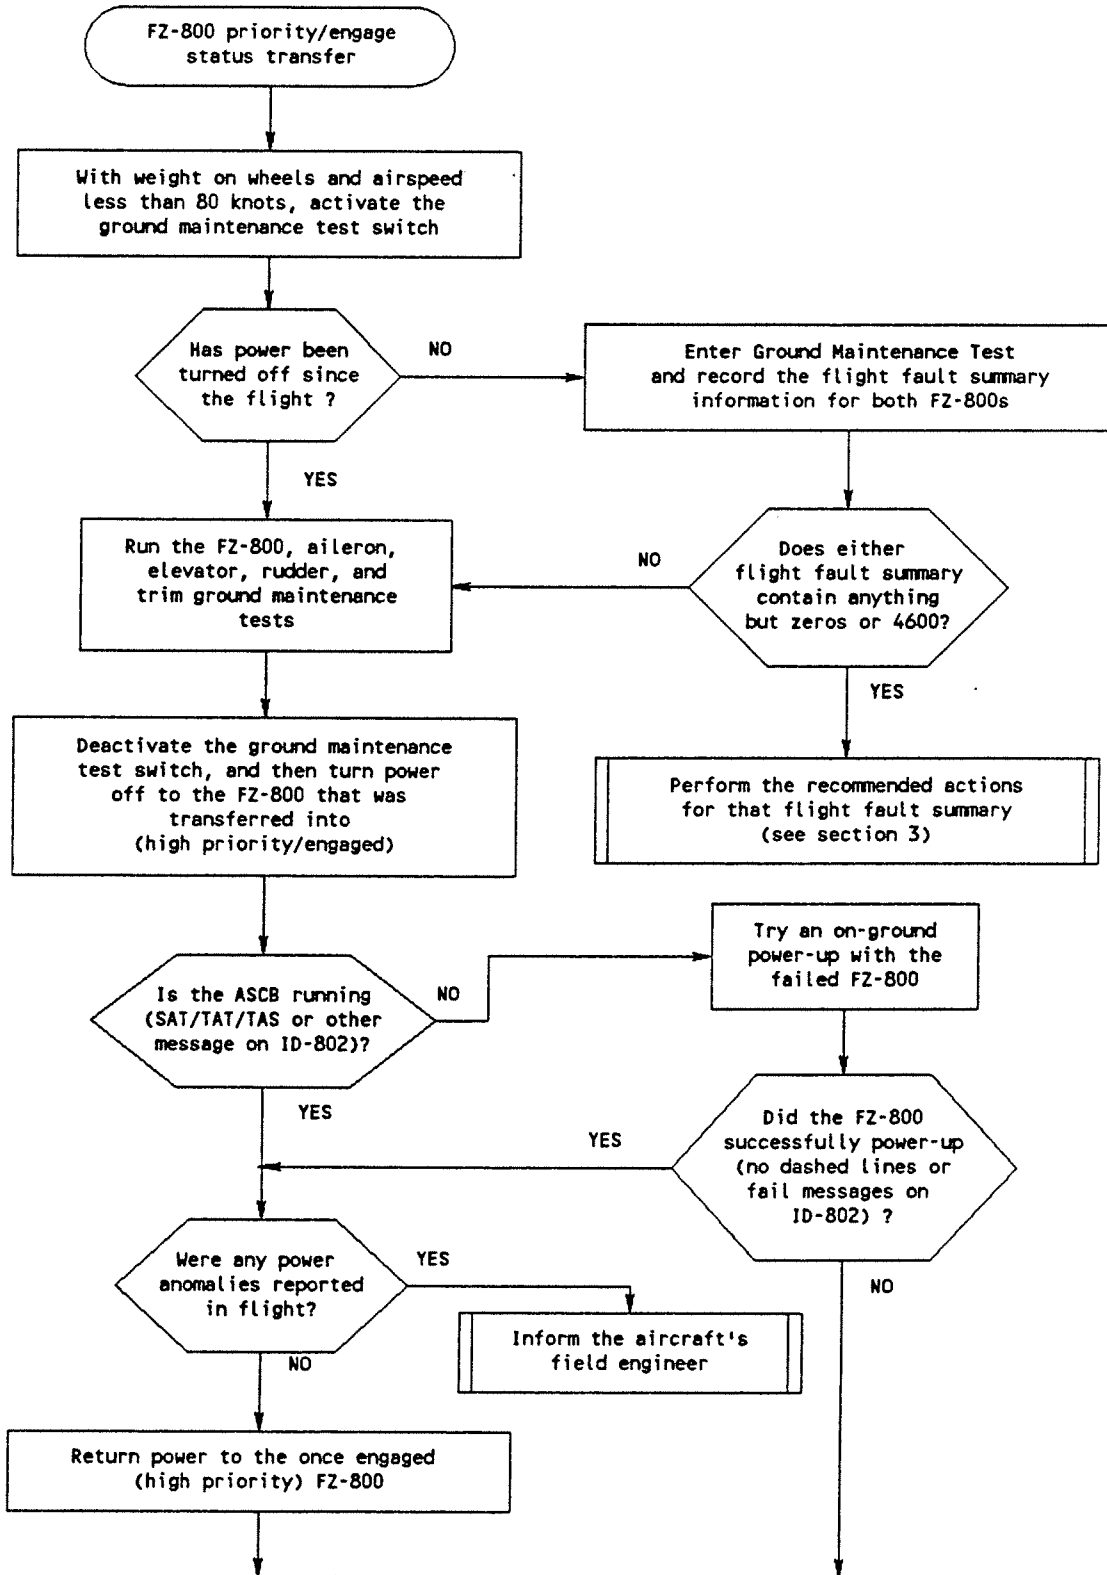 FZ-800 priority/engage
status transfer
With weight on wheels and airspeed
less than 80 knots, activate the
ground maintenance test switch
Has power been
turned off since
the flight ?
NO
Enter Ground Maintenance Test
and record the flight fault summary
information for both FZ-800s
YES
Run the FZ-800, aileron,
elevator, rudder, and
trim ground maintenance
tests
NO
Does either
flight fault summary
contain anything
but zeros or 4600?
YES
Deactivate the ground maintenance
test switch, and then turn power
off to the FZ-800 that was
transferred into
(high priority/engaged)
Perform the recommended actions
for that flight fault summary
(see section 3)
Is the ASCB running
(SAT/TAT/TAS or other
message on ID-802)?
NO
Try an on-ground
power-up with the
failed FZ-800
YES
YES
Did the FZ-800
successfully power-up
(no dashed lines or
fail messages on
ID-802) ?
NO
Were any power
anomalies reported
in flight?
YES
Inform the aircraft's
field engineer
NO
Return power to the once engaged
(high priority) FZ-800